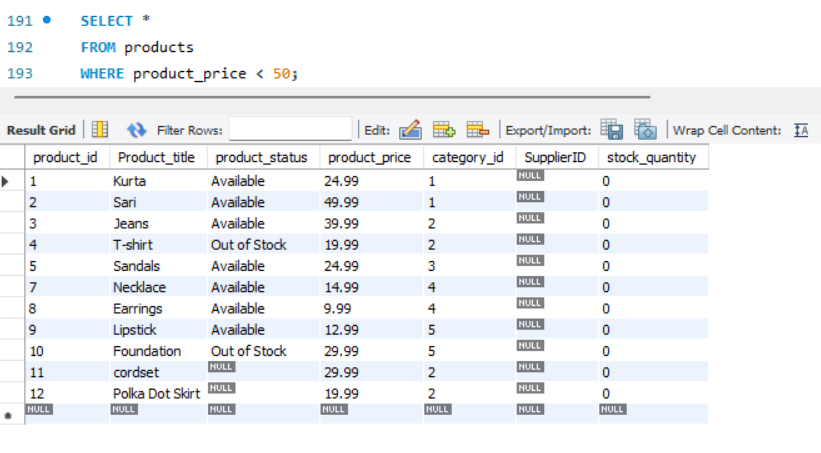 191 SELECT *
192 FROM products
193 WHERE product_price < 50;
Result Grid Filter Rows: Edit: Export/Import: Wrap Cell Content: IA
product_id Product_title product_status product_price category_id SupplierID stock_quantity
1 Kurta Available 24.99 1 NULL 0
2 Sari Available 49.99 1 NULL 0
3 Jeans Available 39.99 2 NULL 0
4 T-shirt Out of Stock 19.99 2 NULL 0
5 Sandals Available 24.99 3 NULL 0
7 Necklace Available 14.99 4 NULL 0
8 Earrings Available 9.99 4 NULL 0
9 Lipstick Available 12.99 5 NULL 0
10 Foundation Out of Stock 29.99 5 NULL 0
11 cordset NULL 29.99 2 NULL 0
12 Polka Dot Skirt NULL 19.99 2 NULL 0
NULL NULL NULL NULL NULL NULL NULL